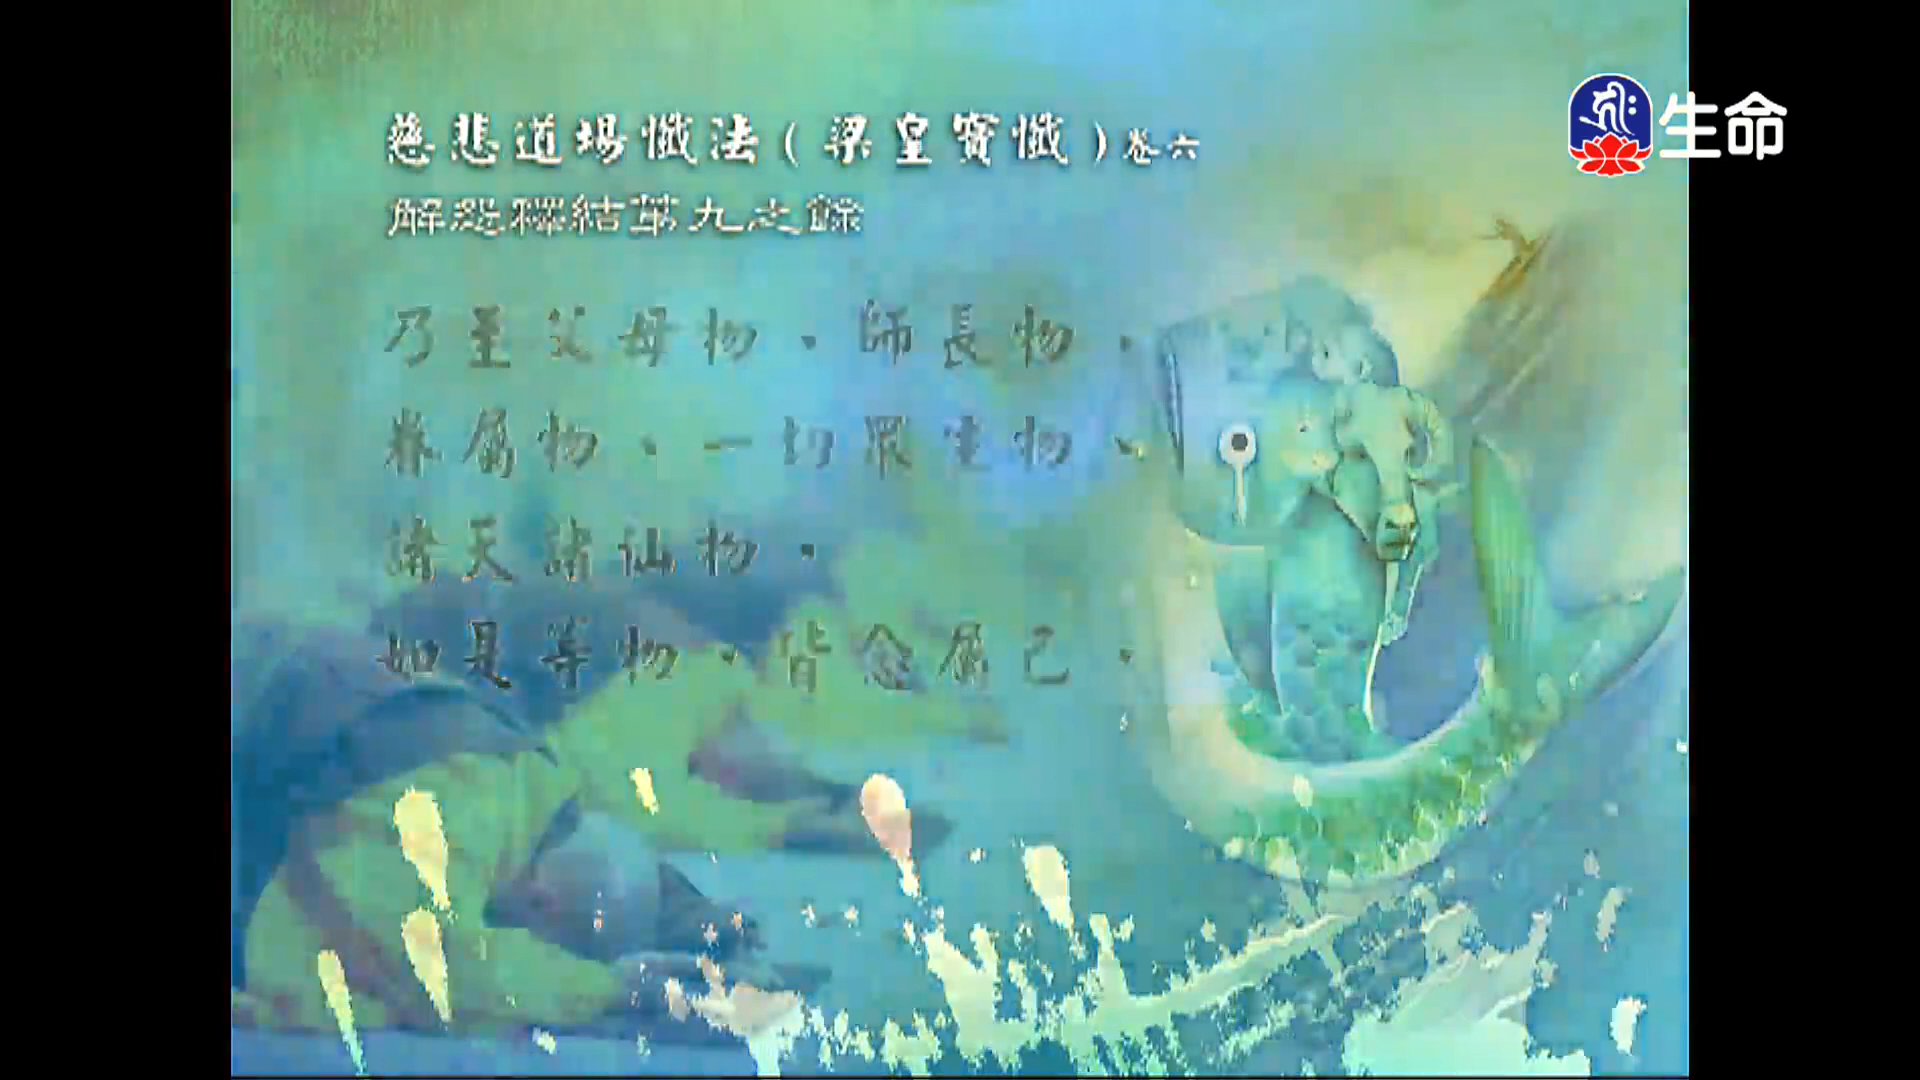 慈悲道場懺法(梁皇寶懺)卷六
生命
解怨釋結第九之餘
乃至父母物、師長物、
眷屬物、一切眾生物、
諸天諸仙物，
如是等物，皆愈屬己，